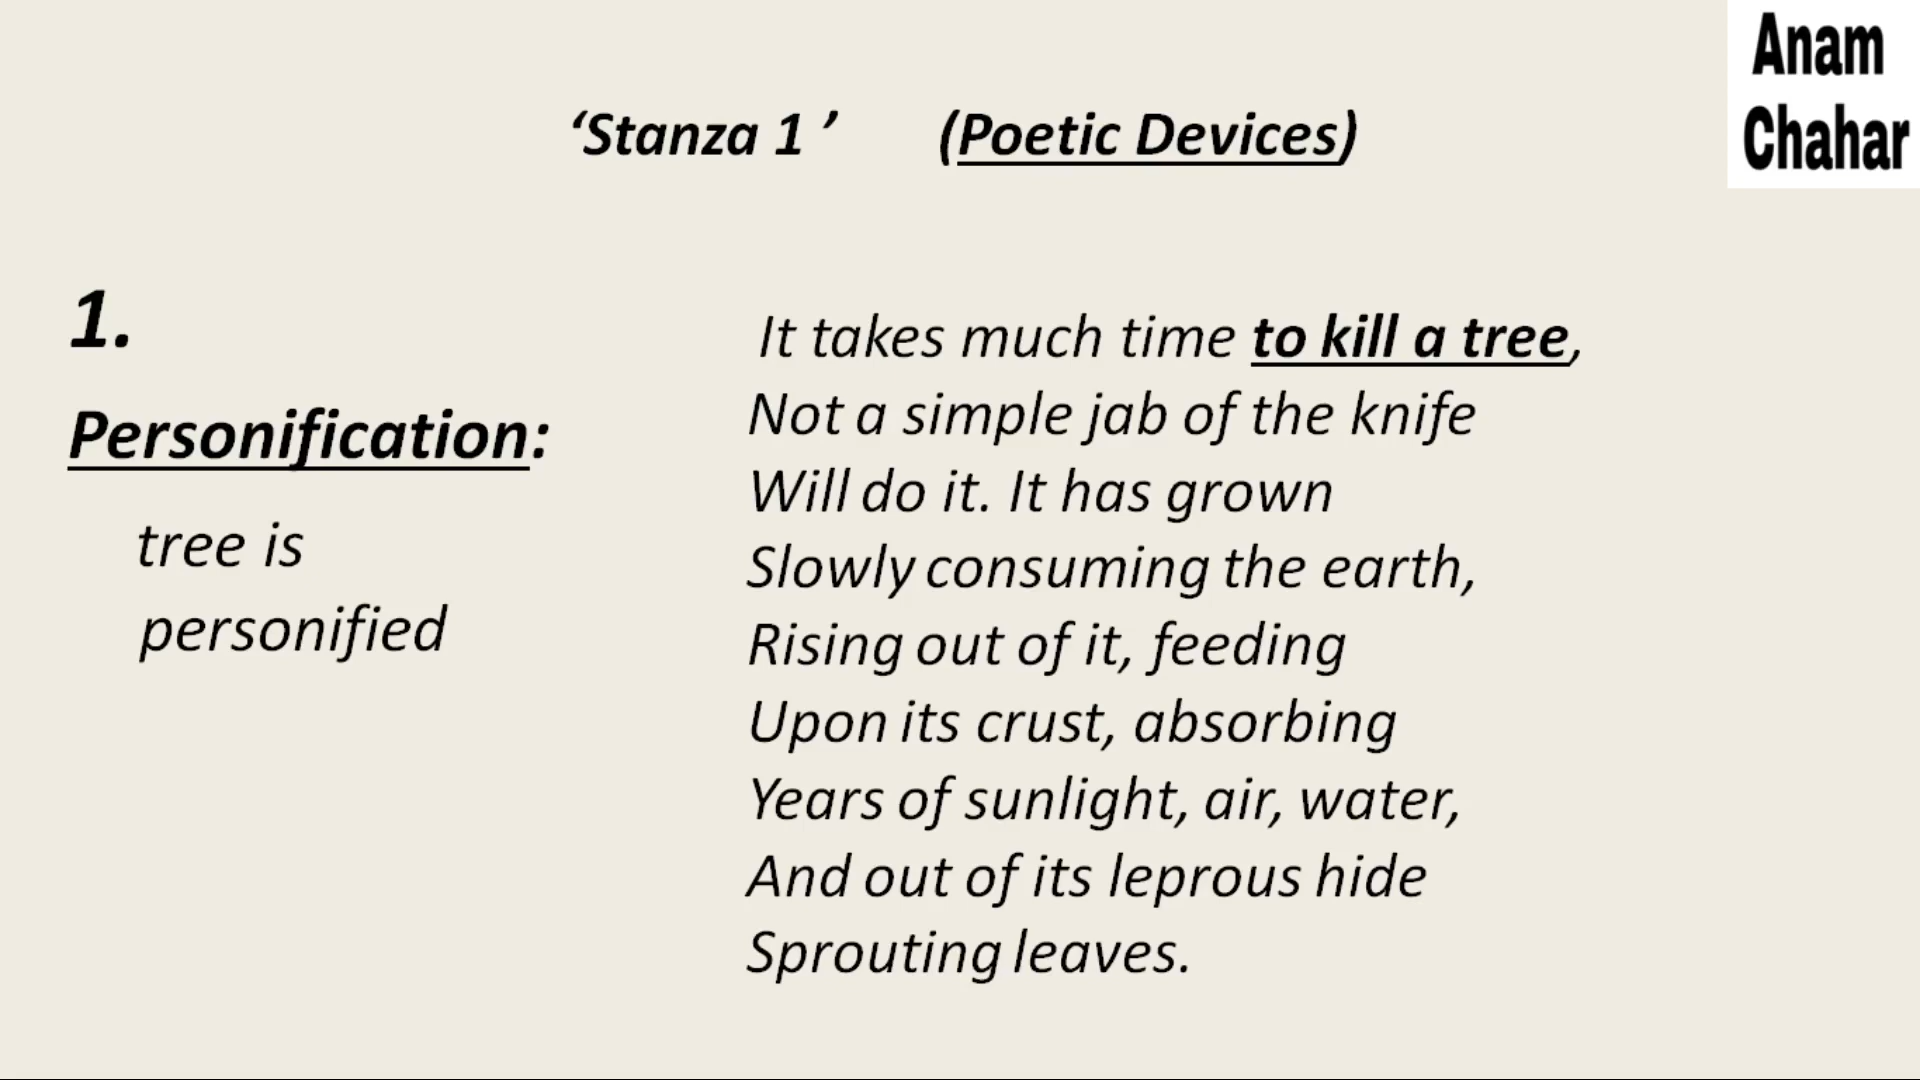 Anam
Chahar
‘Stanza 1 ’ (Poetic Devices)
1.
Personification:
tree is
personified
It takes much time to kill a tree,
Not a simple jab of the knife
Will do it. It has grown
Slowly consuming the earth,
Rising out of it, feeding
Upon its crust, absorbing
Years of sunlight, air, water,
And out of its leprous hide
Sprouting leaves.